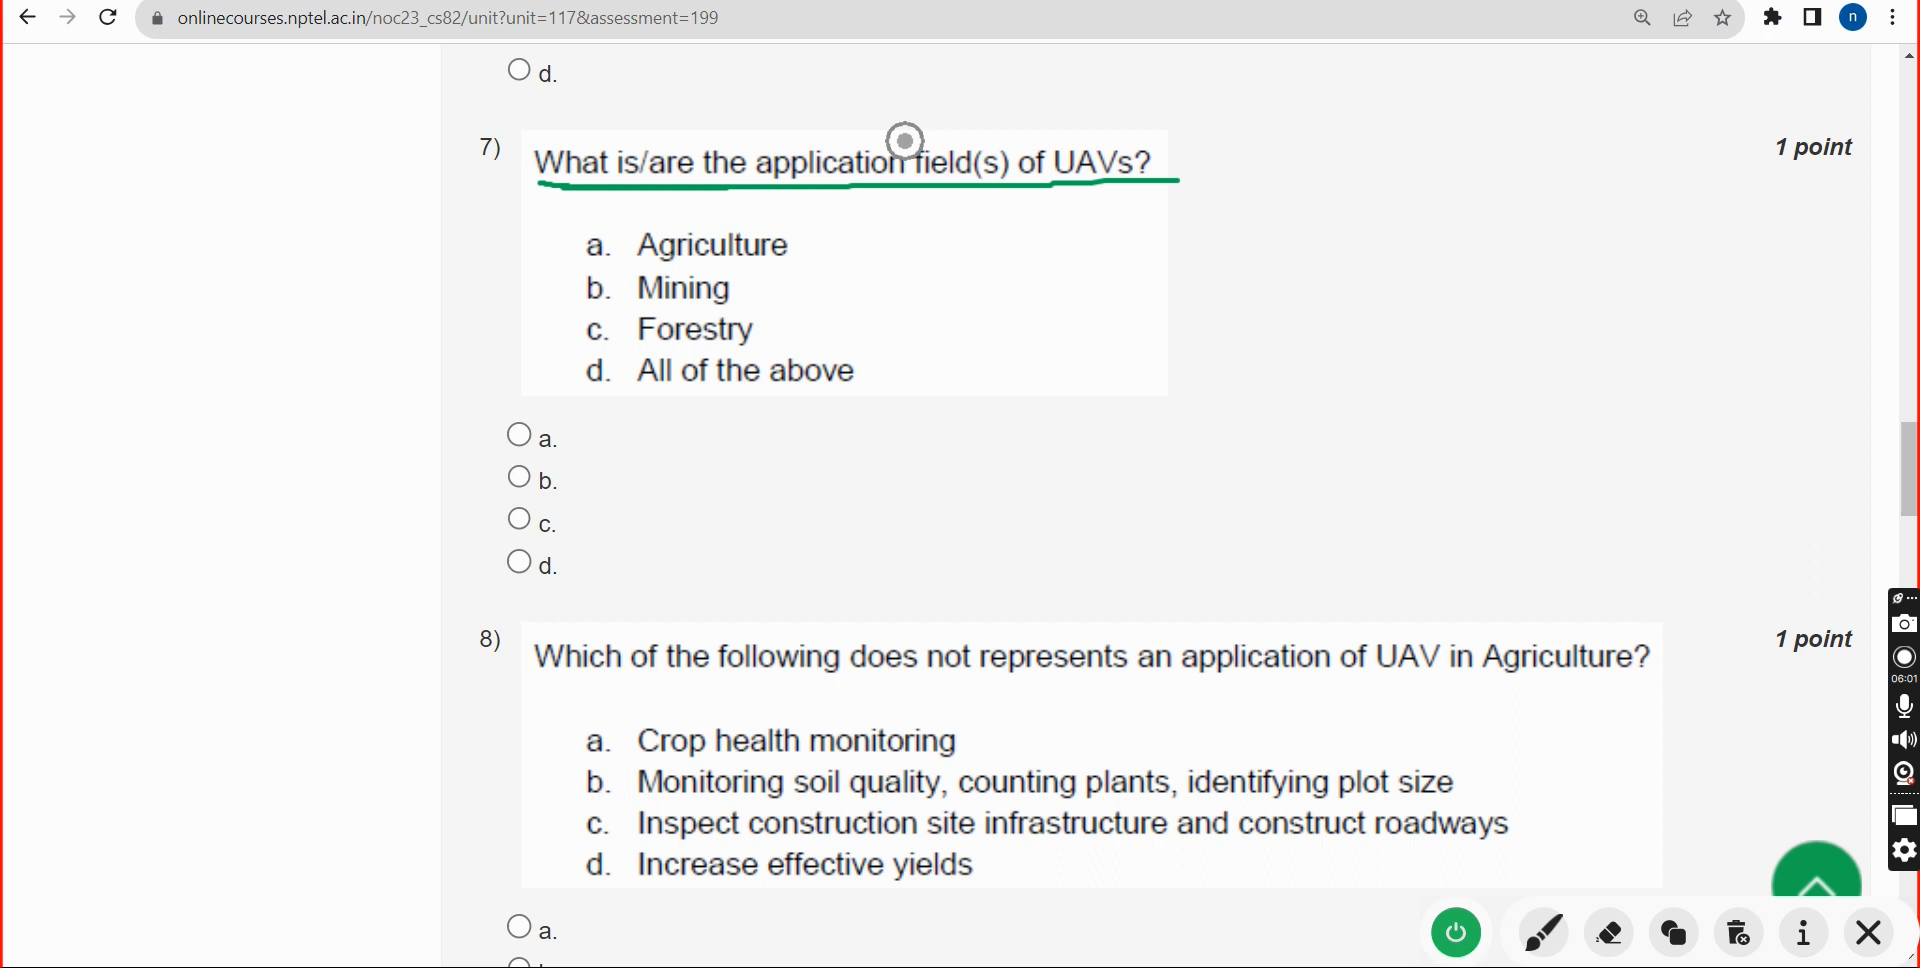 onlinecourses.nptel.ac.in/noc23_cs82/unit?unit=117&assessment=199
n
d.
7)
What is/are the application field(s) of UAVs?
1 point
a. Agriculture
b. Mining
c. Forestry
d. All of the above
a.
b.
c.
d.
8)
Which of the following does not represents an application of UAV in Agriculture?
1 point
06:01
a. Crop health monitoring
b. Monitoring soil quality, counting plants, identifying plot size
c. Inspect construction site infrastructure and construct roadways
d. Increase effective yields
a.